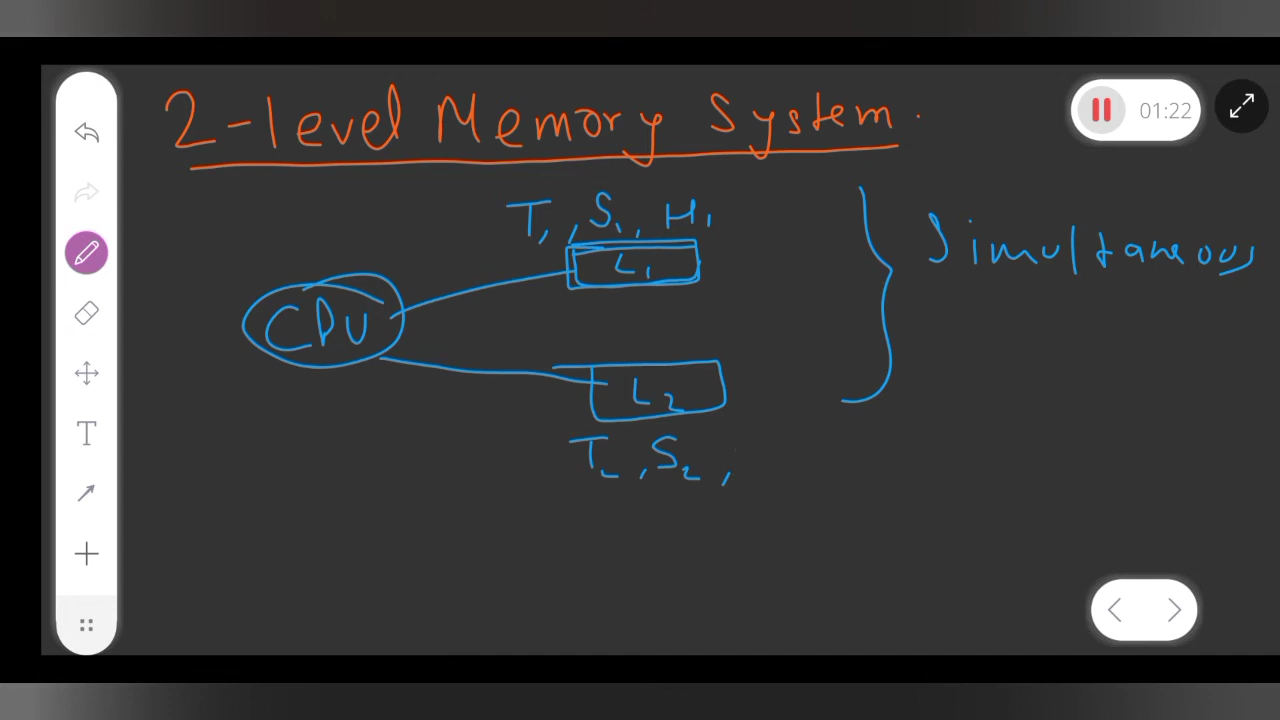 2-level Memory System.
01:22
T₁, S₁, H₁
Simultaneous
L₁
CPU
L₂
T₂, S₂,
T